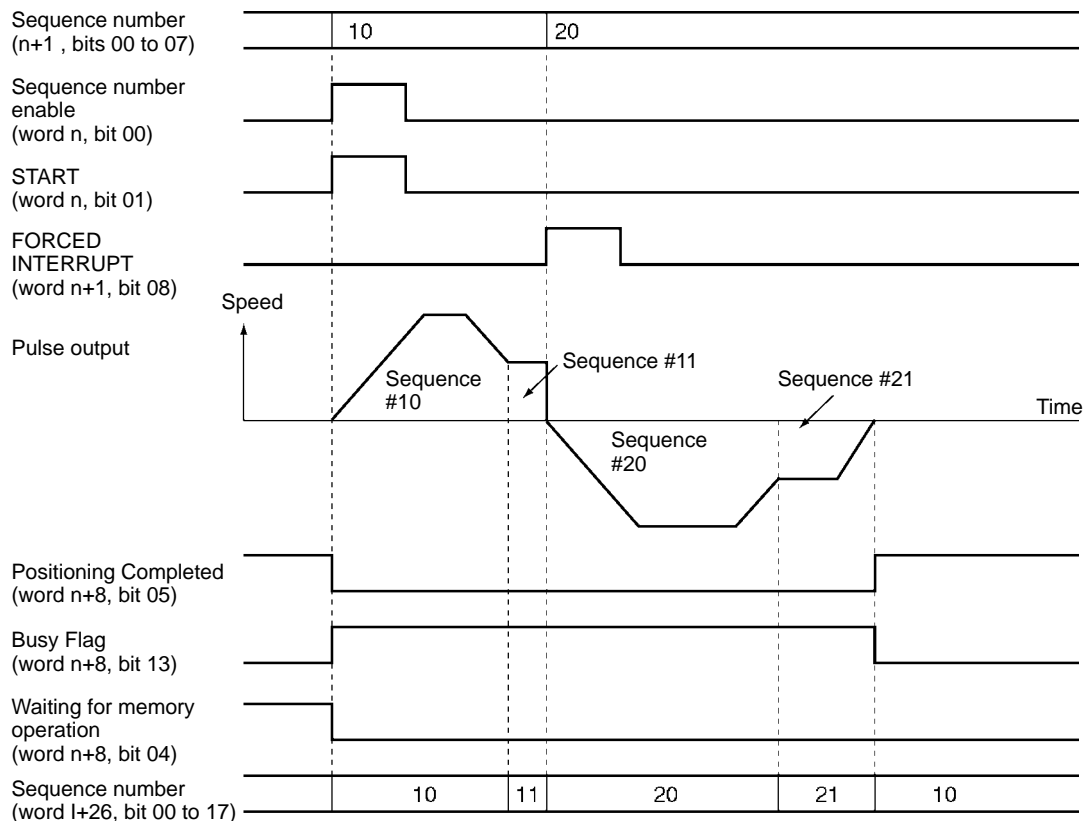 Sequence number
(n+1 , bits 00 to 07)
10
20
Sequence number
enable
(word n, bit 00)
START
(word n, bit 01)
FORCED
INTERRUPT
(word n+1, bit 08)
Speed
Pulse output
Sequence
#10
Sequence #11
Sequence #21
Time
Sequence
#20
Positioning Completed
(word n+8, bit 05)
Busy Flag
(word n+8, bit 13)
Waiting for memory
operation
(word n+8, bit 04)
Sequence number
(word I+26, bit 00 to 17)
10
11
20
21
10